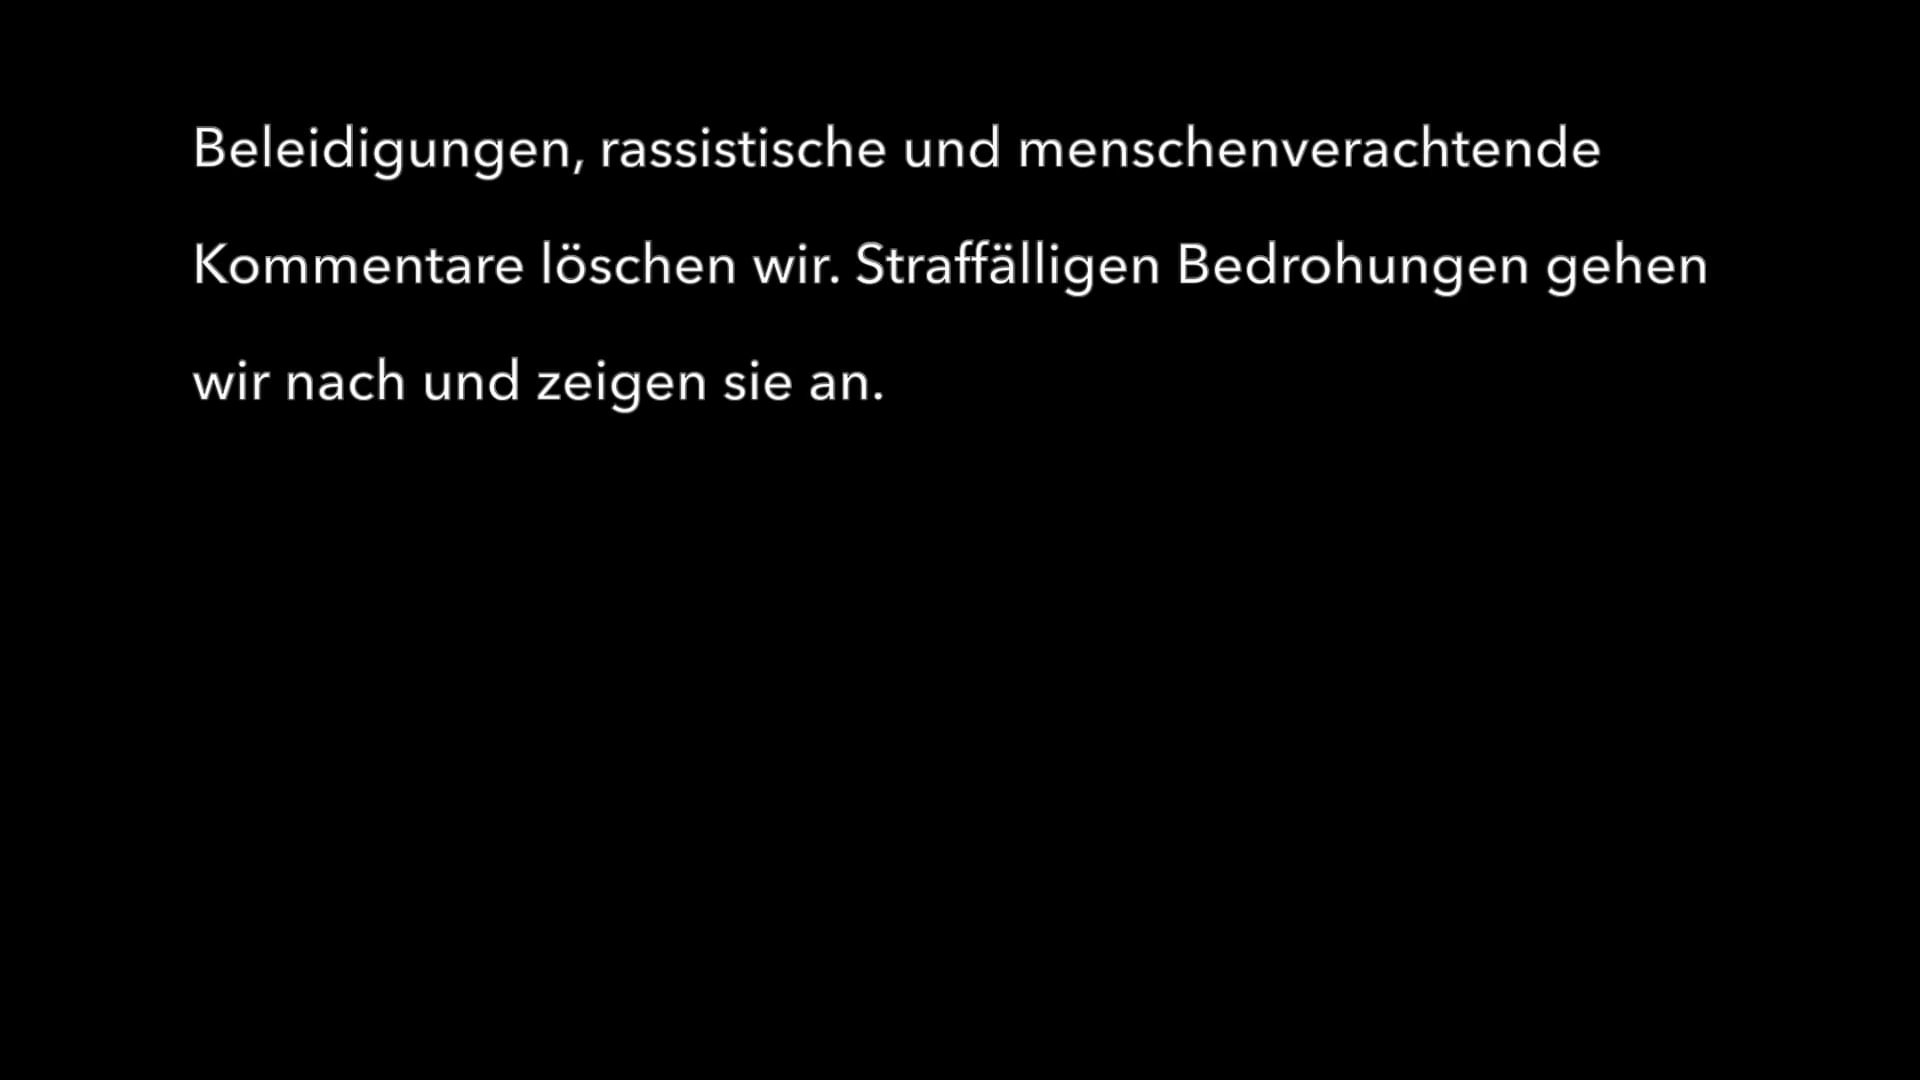 Beleidigungen, rassistische und menschenverachtende
Kommentare löschen wir. Straffälligen Bedrohungen gehen
wir nach und zeigen sie an.